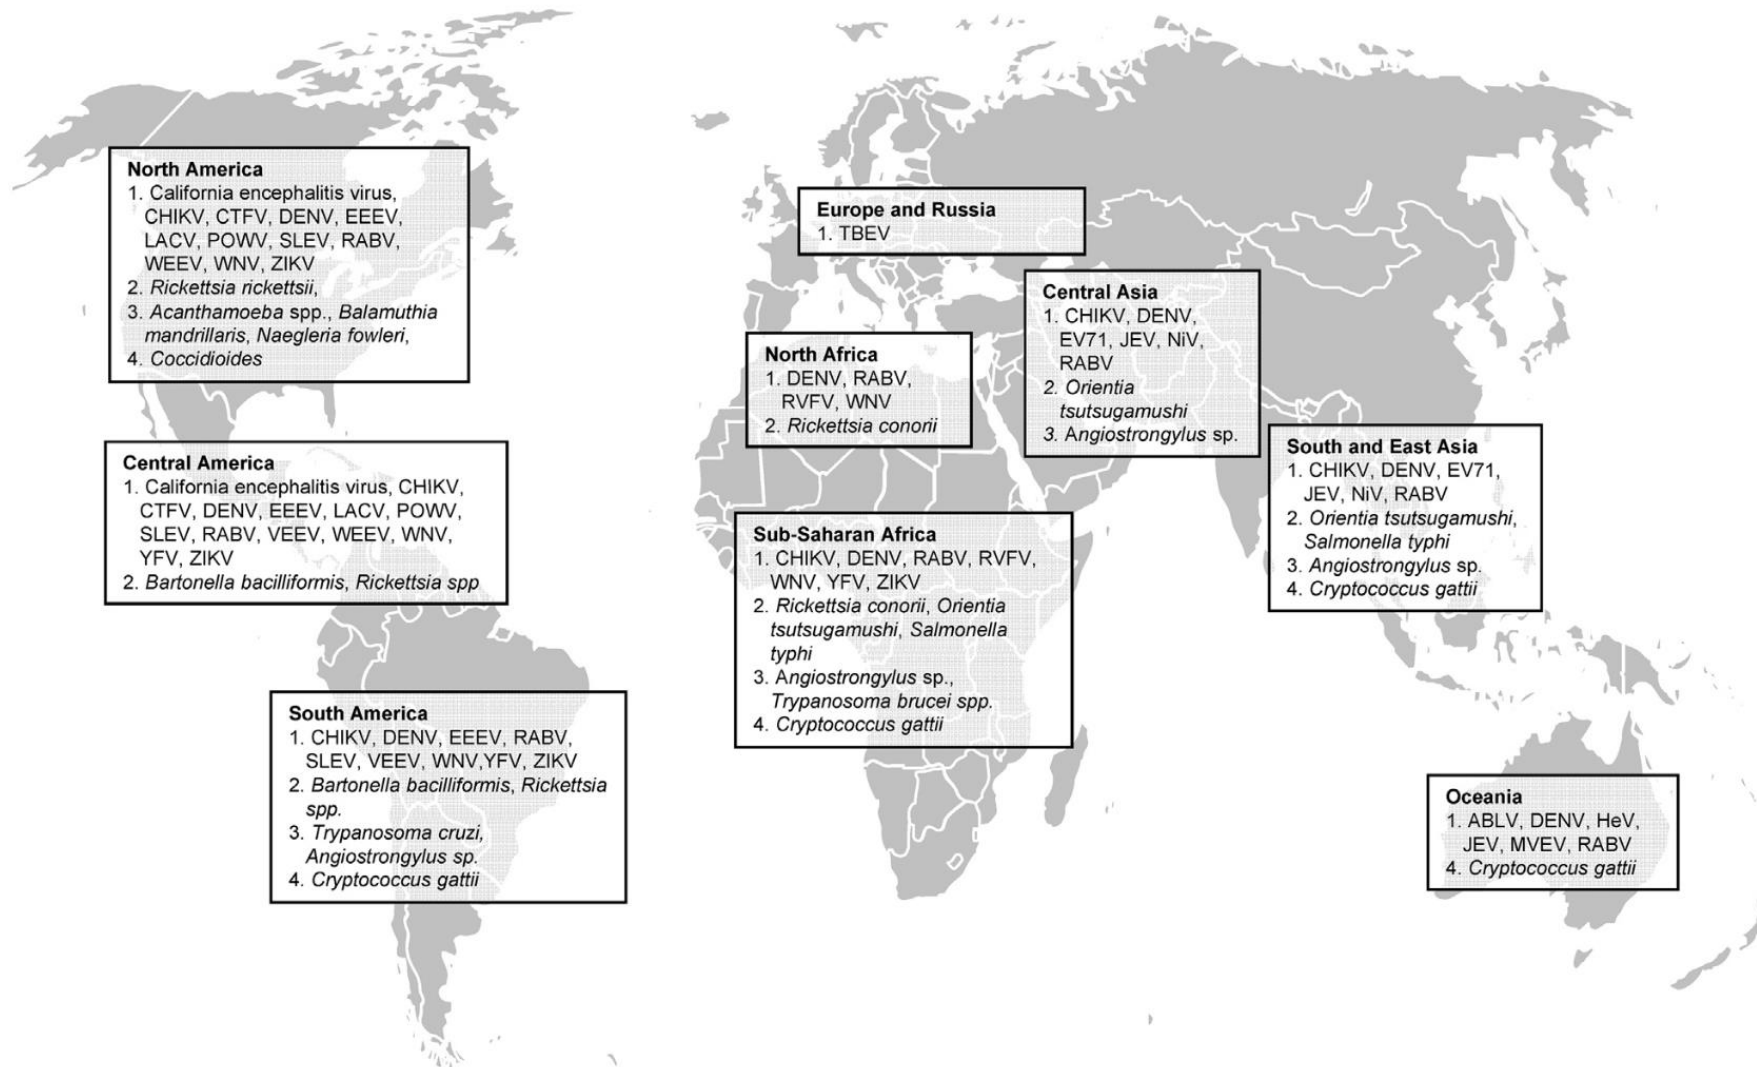 North America
1. California encephalitis virus,
CHIKV, CTFV, DENV, EEEV,
LACV, POWV, SLEV, RABV,
WEEV, WNV, ZIKV
2. Rickettsia rickettsii,
3. Acanthamoeba spp., Balamuthia
mandrillaris, Naegleria fowleri,
4. Coccidioides
Central America
1. California encephalitis virus, CHIKV,
CTFV, DENV, EEEV, LACV, POWV,
SLEV, RABV, VEEV, WEEV, WNV,
YFV, ZIKV
2. Bartonella bacilliformis, Rickettsia spp
South America
1. CHIKV, DENV, EEEV, RABV,
SLEV, VEEV, WNV,YFV, ZIKV
2. Bartonella bacilliformis, Rickettsia
spp.
3. Trypanosoma cruzi,
Angiostrongylus sp.
4. Cryptococcus gattii
Europe and Russia
1. TBEV
North Africa
1. DENV, RABV,
RVFV, WNV
2. Rickettsia conorii
Sub-Saharan Africa
1. CHIKV, DENV, RABV, RVFV,
WNV, YFV, ZIKV
2. Rickettsia conorii, Orientia
tsutsugamushi, Salmonella
typhi
3. Angiostrongylus sp.,
Trypanosoma brucei spp.
4. Cryptococcus gattii
Central Asia
1. CHIKV, DENV,
EV71, JEV, NiV,
RABV
2. Orientia
tsutsugamushi
3. Angiostrongylus sp.
South and East Asia
1. CHIKV, DENV, EV71,
JEV, NiV, RABV
2. Orientia tsutsugamushi,
Salmonella typhi
3. Angiostrongylus sp.
4. Cryptococcus gattii
Oceania
1. ABLV, DENV, HeV,
JEV, MVEV, RABV
4. Cryptococcus gattii